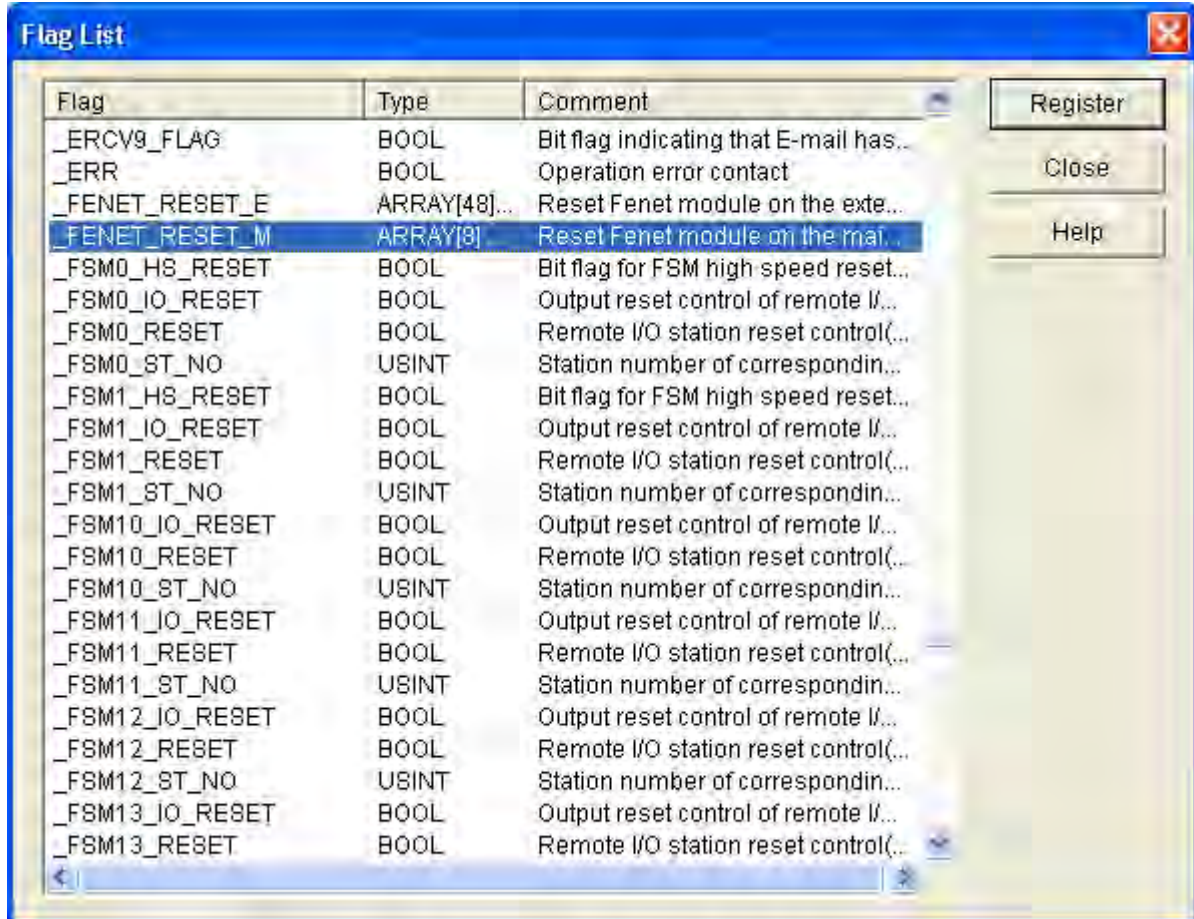 Flag List
Flag Type Comment
_ERCV9_FLAG BOOL Bit flag indicating that E-mail has...
_ERR BOOL Operation error contact
_FENET_RESET_E ARRAY[48]... Reset Fenet module on the exte...
_FENET_RESET_M ARRAY[8] ... Reset Fenet module on the mai...
_FSM0_HS_RESET BOOL Bit flag for FSM high speed reset...
_FSM0_IO_RESET BOOL Output reset control of remote I/...
_FSM0_RESET BOOL Remote I/O station reset control(...
_FSM0_ST_NO USINT Station number of correspondin...
_FSM1_HS_RESET BOOL Bit flag for FSM high speed reset...
_FSM1_IO_RESET BOOL Output reset control of remote I/...
_FSM1_RESET BOOL Remote I/O station reset control(...
_FSM1_ST_NO USINT Station number of correspondin...
_FSM10_IO_RESET BOOL Output reset control of remote I/...
_FSM10_RESET BOOL Remote I/O station reset control(...
_FSM10_ST_NO USINT Station number of correspondin...
_FSM11_IO_RESET BOOL Output reset control of remote I/...
_FSM11_RESET BOOL Remote I/O station reset control(...
_FSM11_ST_NO USINT Station number of correspondin...
_FSM12_IO_RESET BOOL Output reset control of remote I/...
_FSM12_RESET BOOL Remote I/O station reset control(...
_FSM12_ST_NO USINT Station number of correspondin...
_FSM13_IO_RESET BOOL Output reset control of remote I/...
_FSM13_RESET BOOL Remote I/O station reset control(...
Register
Close
Help